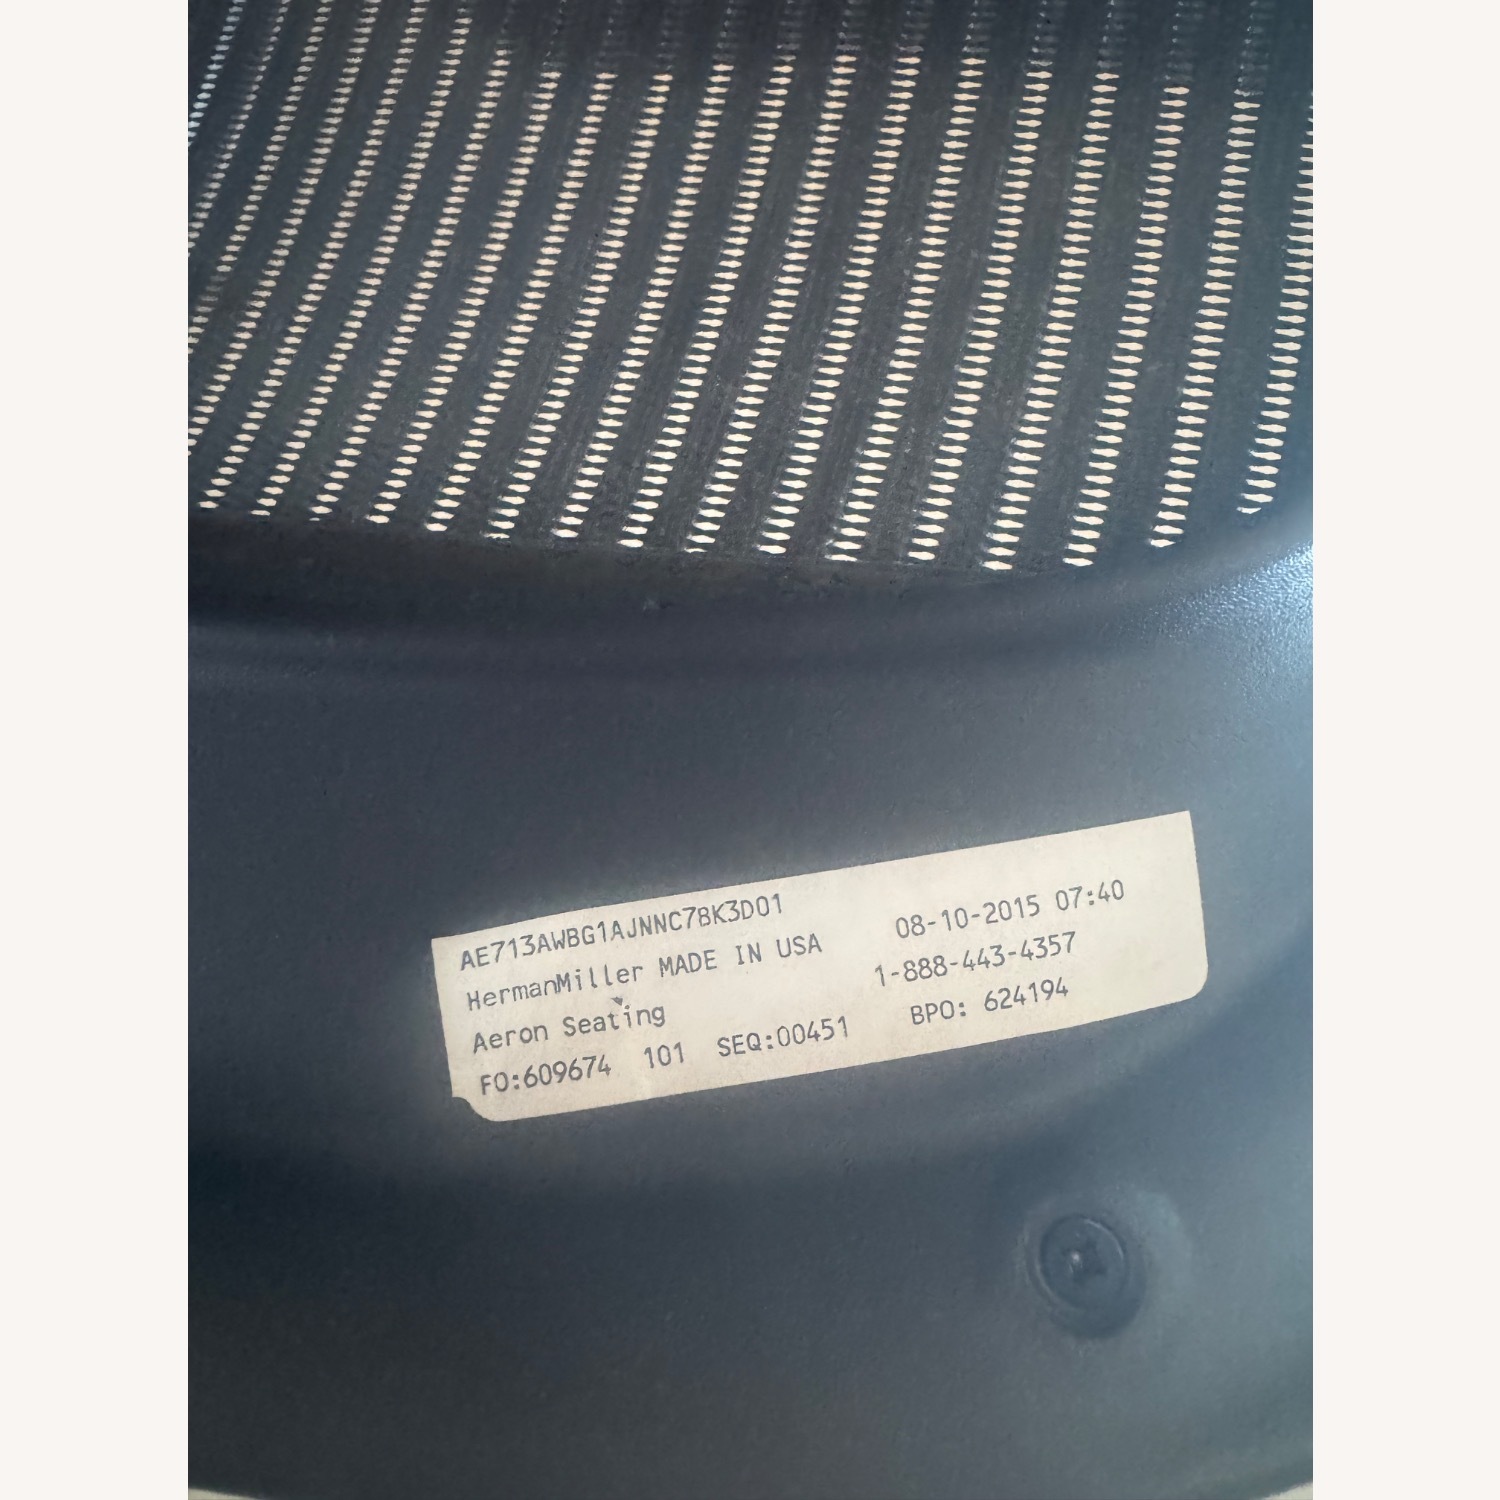 AE713AWBG1AJNNC7BK3D01
HermanMiller MADE IN USA 08-10-2015 07:40
Aeron Seating 1-888-443-4357
FO:609674 101 SEQ:00451 BPO: 624194